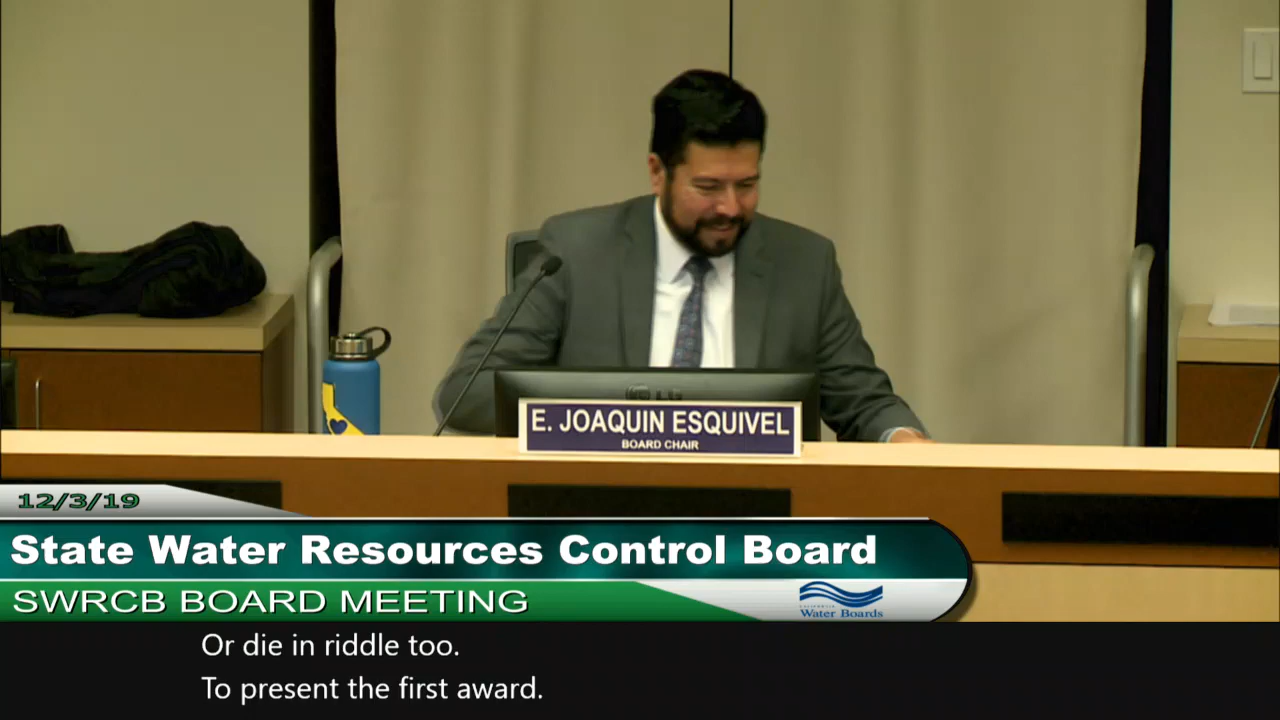 E. JOAQUIN ESQUIVEL
BOARD CHAIR
12/3/19
State Water Resources Control Board
SWRCB BOARD MEETING
CALIFORNIA
Water Boards
Or die in riddle too.
To present the first award.